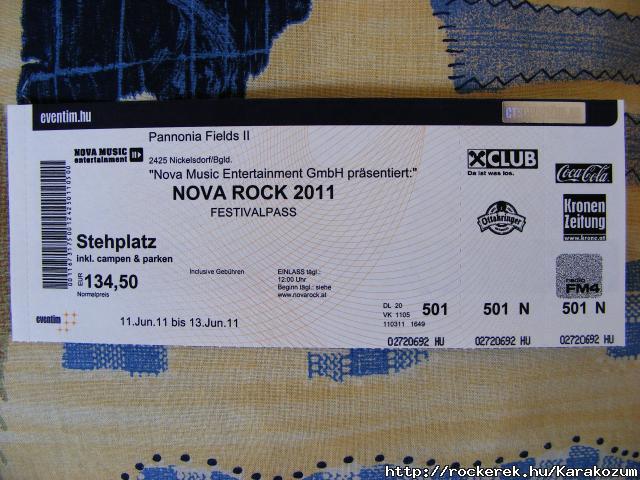 eventim.hu
NOVA MUSIC
entertainment
Pannonia Fields II
2425 Nickelsdorf/Bgld.
"Nova Music Entertainment GmbH präsentiert:"
NOVA ROCK 2011
FESTIVALPASS
Stehplatz
inkl. campen & parken
EUR 134,50
Normalpreis
Inclusive Gebühren
EINLASS tägl.:
12:00 Uhr
Beginn tägl.: siehe
www.novarock.at
eventim
11.Jun.11 bis 13.Jun.11
XCLUB
Da ist was los.
Coca-Cola
Ottakringer
Kronen
Zeitung
www.krone.at
radio
FM4
DL 20
VK 1105
110311 1649
501
501 N
501 N
02720692 HU
02720692 HU
02720692 HU
http://rockerek.hu/Karakozum